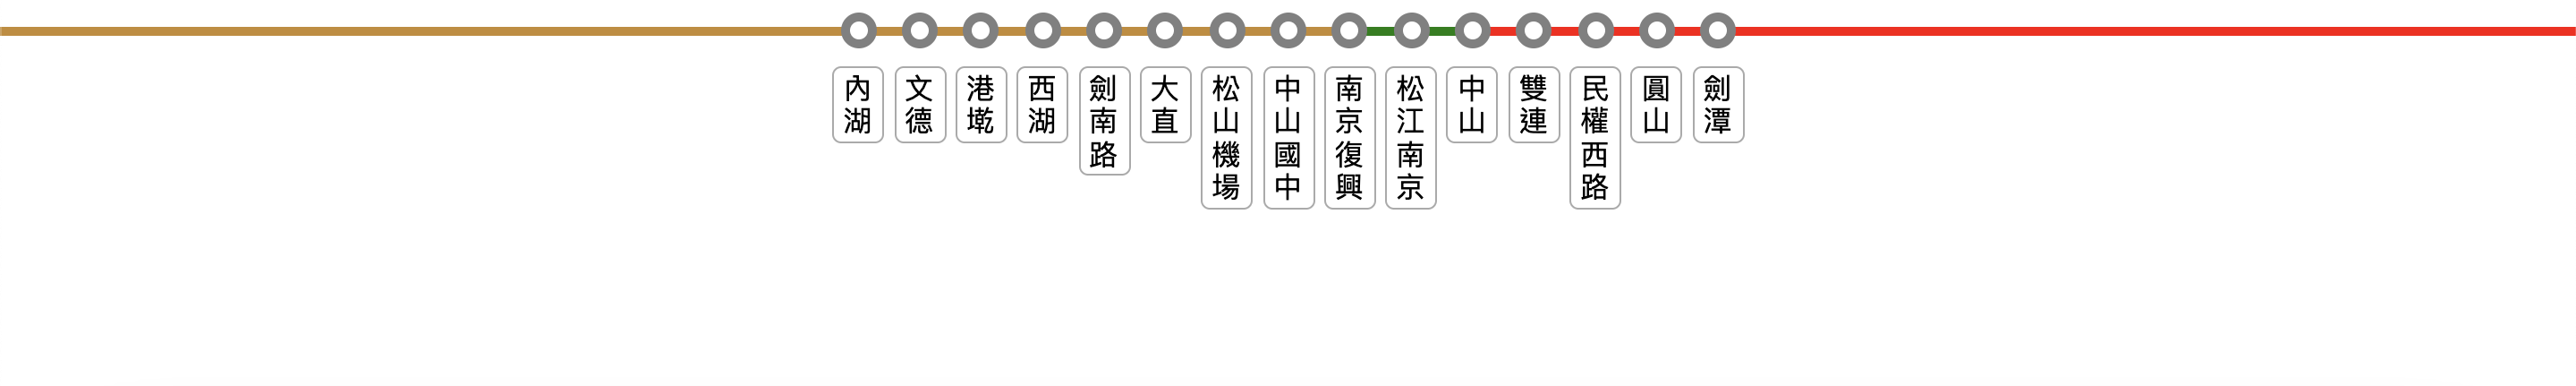 內湖
文德
港墘
西湖
劍南路
大直
松山機場
中山國中
南京復興
松江南京
中山
雙連
民權西路
圓山
劍潭